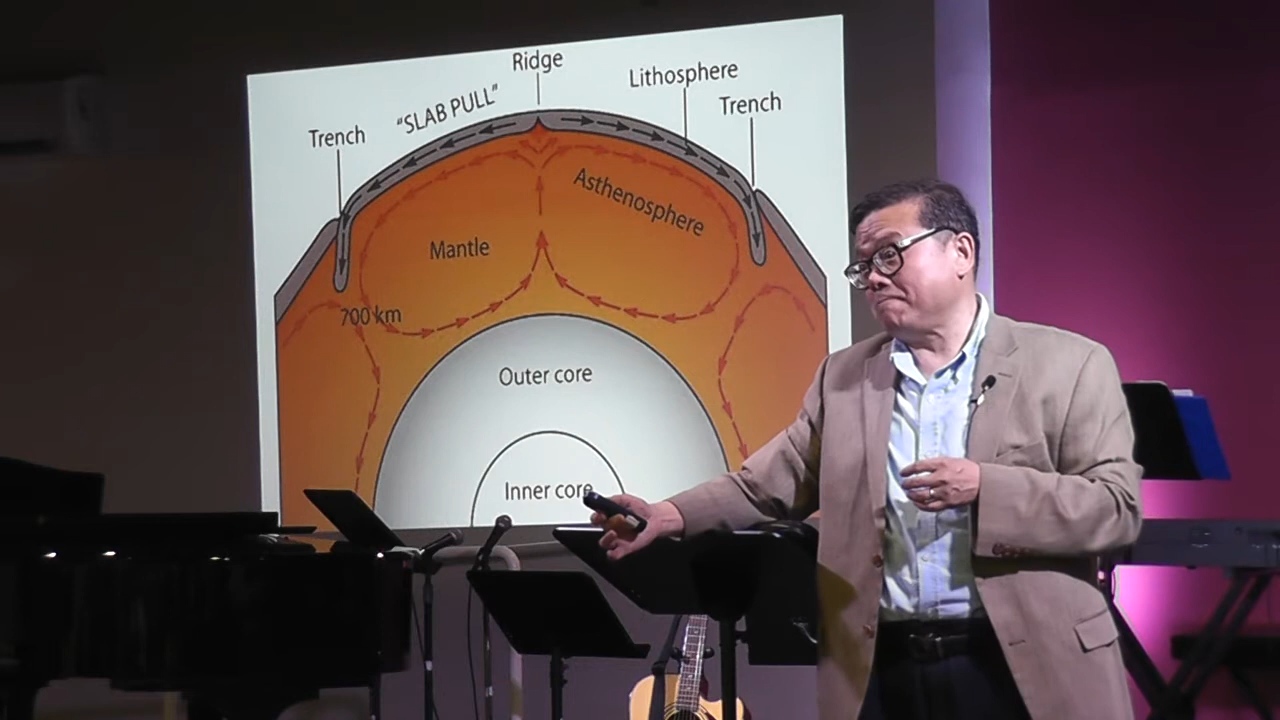 Ridge
Lithosphere
"SLAB PULL"
Trench
Trench
Asthenosphere
Mantle
700 km
Outer core
Inner core